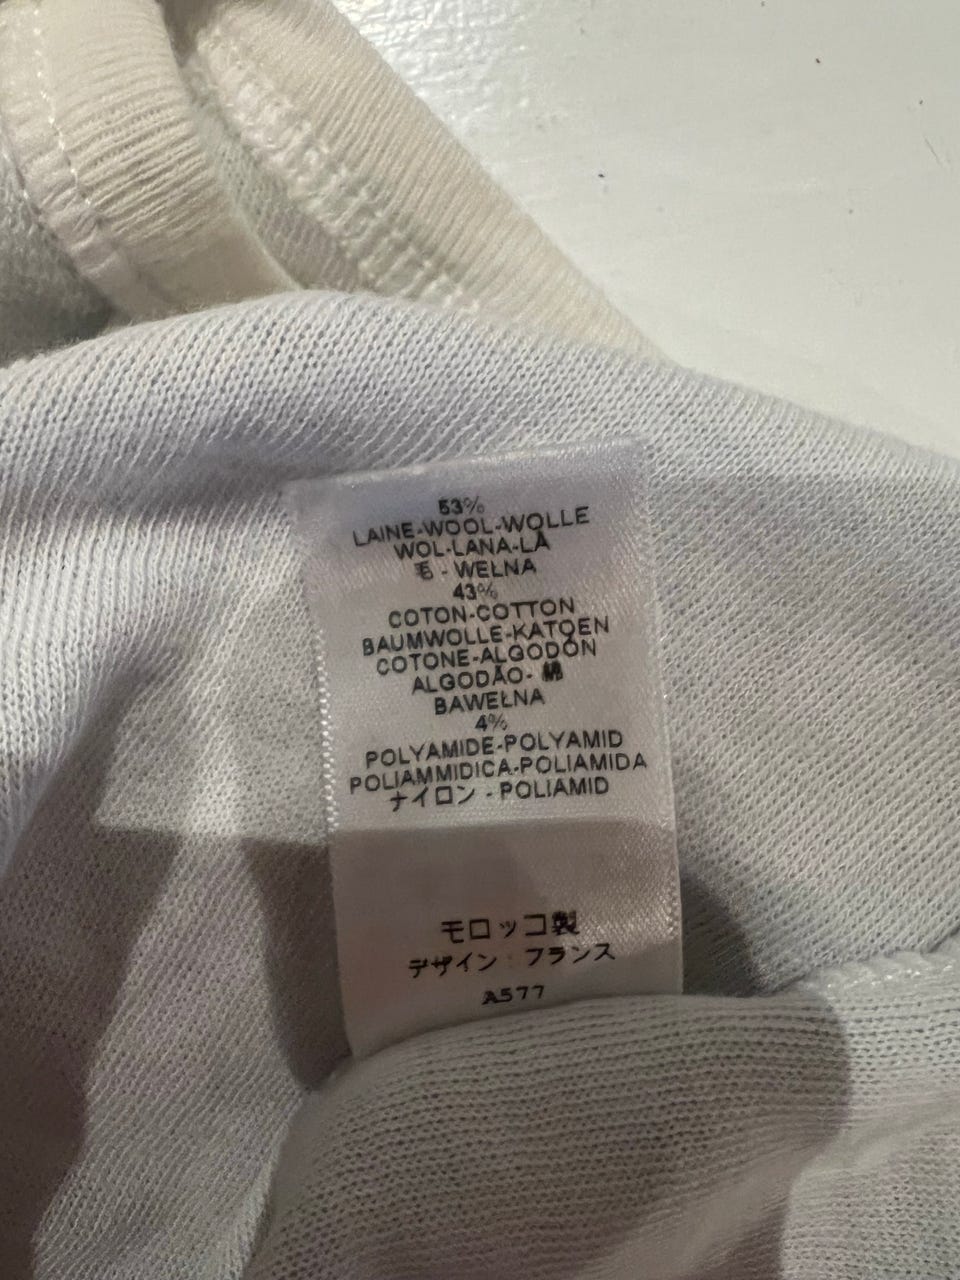 53%
LAINE-WOOL-WOLLE
WOL-LANA-LÃ
毛 - WEŁNA
43%
COTON-COTTON
BAUMWOLLE-KATOEN
COTONE-ALGODÓN
ALGODÃO-
BAWEŁNA
4%
POLYAMIDE-POLYAMID
POLIAMMIDICA-POLIAMIDA
ナイロン - POLIAMID
モロッコ製
デザイン : フランス
A577